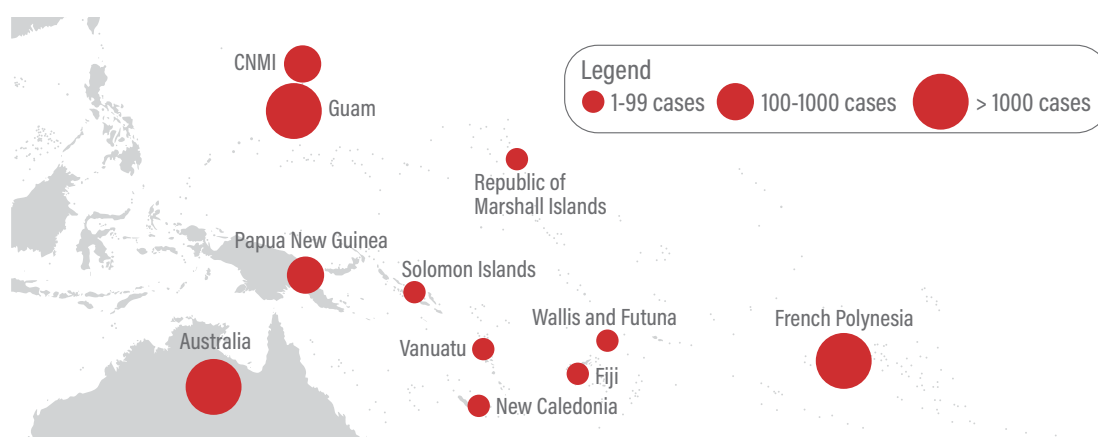 CNMI
Guam
Legend
1-99 cases
100-1000 cases
> 1000 cases
Republic of
Marshall Islands
Papua New Guinea
Solomon Islands
Wallis and Futuna
French Polynesia
Australia
Vanuatu
Fiji
New Caledonia